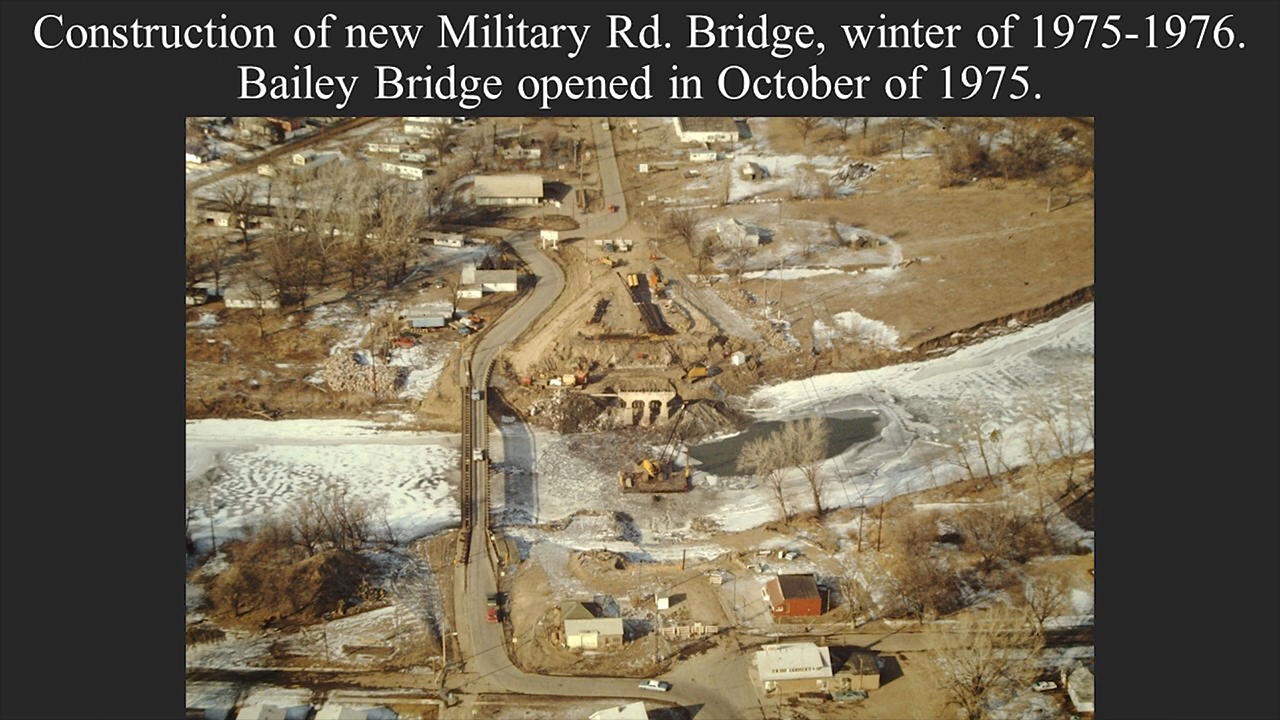 Construction of new Military Rd. Bridge, winter of 1975-1976.
Bailey Bridge opened in October of 1975.